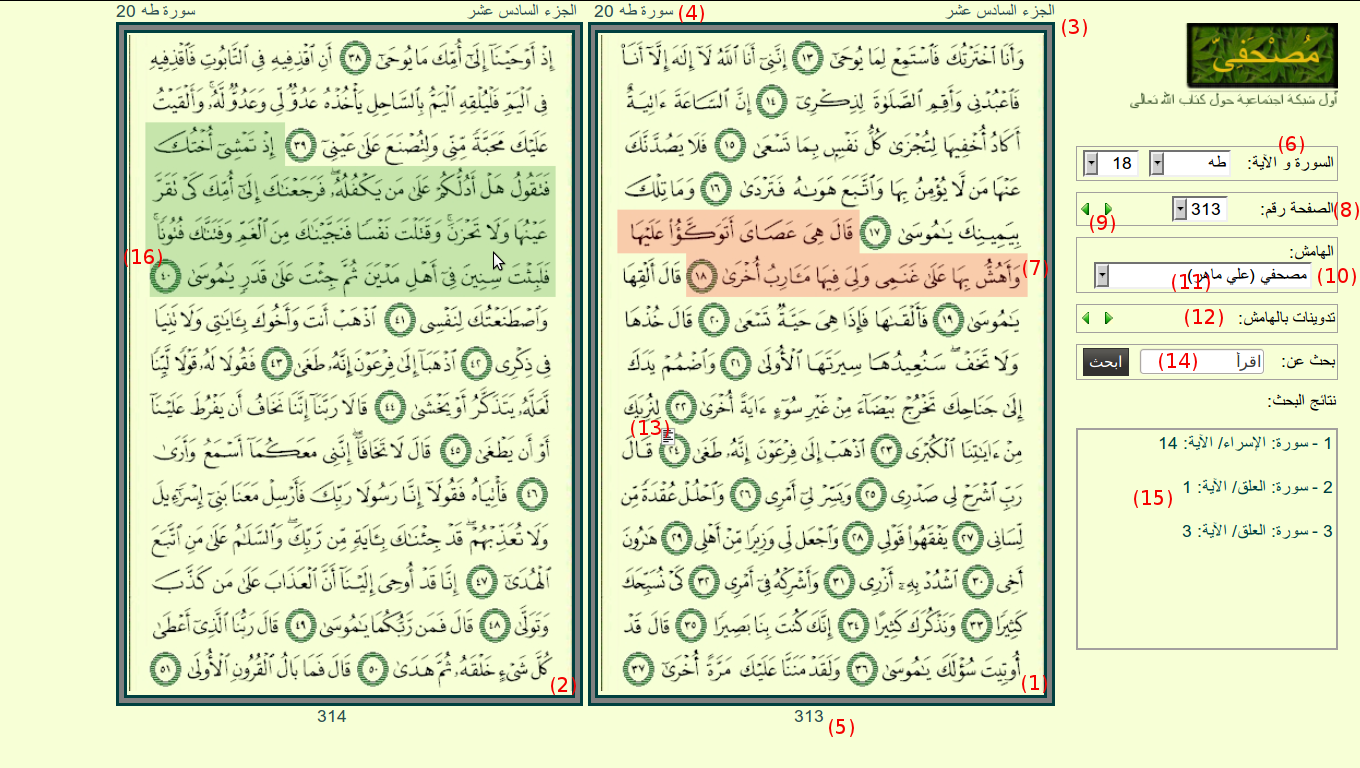 مُصْحَفِيّ
أول شبكة اجتماعية حول كتاب الله تعالى
(6)
السورة و الآية: طه 18
الصفحة رقم: 313 (8)
(9)
الهامش:
مصحفي (علي ماهر) (10)
(11)
تدوينات بالهامش: (12)
بحث عن: اقرأ (14) ابحث
نتائج البحث:
1 - سورة: الإسراء/ الآية: 14
2 - سورة: العلق/ الآية: 1
(15)
3 - سورة: العلق/ الآية: 3
(3)
الجزء السادس عشر سورة طه 20 (4)
وَأَنَا ٱخْتَرْتُكَ فَٱسْتَمِعْ لِمَا يُوحَىٰٓ ١٣ إِنَّنِىٓ أَنَا ٱللَّهُ لَآ إِلَٰهَ إِلَّآ أَنَا۠
فَٱعْبُدْنِى وَأَقِمِ ٱلصَّلَوٰةَ لِذِكْرِىٓ ١٤ إِنَّ ٱلسَّاعَةَ ءَاتِيَةٌ
أَكَادُ أُخْفِيهَا لِتُجْزَىٰ كُلُّ نَفْسٍۭ بِمَا تَسْعَىٰ ١٥ فَلَا يَصُدَّنَّكَ
عَنْهَا مَن لَّا يُؤْمِنُ بِهَا وَٱتَّبَعَ هَوَىٰهُ فَتَرْدَىٰ ١٦ وَمَا تِلْكَ
بِيَمِينِكَ يَٰمُوسَىٰ ١٧ قَالَ هِىَ عَصَاىَ أَتَوَكَّؤُا۟ عَلَيْهَا
وَأَهُشُّ بِهَا عَلَىٰ غَنَمِى وَلِىَ فِيهَا مَـَٔارِبُ أُخْرَىٰ ١٨ قَالَ أَلْقِهَا
(7)
يَٰمُوسَىٰ ١٩ فَأَلْقَىٰهَا فَإِذَا هِىَ حَيَّةٌ تَسْعَىٰ ٢٠ قَالَ خُذْهَا
وَلَا تَخَفْ ۖ سَنُعِيدُهَا سِيرَتَهَا ٱلْأُولَىٰ ٢١ وَٱضْمُمْ يَدَكَ
إِلَىٰ جَنَاحِكَ تَخْرُجْ بَيْضَآءَ مِنْ غَيْرِ سُوٓءٍ ءَايَةً أُخْرَىٰ ٢٢ لِنُرِيَكَ
(13)
مِنْ ءَايَٰتِنَا ٱلْكُبْرَى ٢٣ ٱذْهَبْ إِلَىٰ فِرْعَوْنَ إِنَّهُۥ طَغَىٰ ٢٤ قَالَ
رَبِّ ٱشْرَحْ لِى صَدْرِى ٢٥ وَيَسِّرْ لِىٓ أَمْرِى ٢٦ وَٱحْلُلْ عُقْدَةً مِّن
لِّسَانِى ٢٧ يَفْقَهُوا۟ قَوْلِى ٢٨ وَٱجْعَل لِّى وَزِيرًا مِّنْ أَهْلِى ٢٩ هَٰرُونَ
أَخِى ٣٠ ٱشْدُدْ بِهِۦٓ أَزْرِى ٣١ وَأَشْرِكْهُ فِىٓ أَمْرِى ٣٢ كَىْ نُسَبِّحَكَ
كَثِيرًا ٣٣ وَنَذْكُرَكَ كَثِيرًا ٣٤ إِنَّكَ كُنتَ بِنَا بَصِيرًا ٣٥ قَالَ قَدْ
أُوتِيتَ سُؤْلَكَ يَٰمُوسَىٰ ٣٦ وَلَقَدْ مَنَنَّا عَلَيْكَ مَرَّةً أُخْرَىٰٓ ٣٧
(1)
313
(5)
الجزء السادس عشر سورة طه 20
إِذْ أَوْحَيْنَآ إِلَىٰٓ أُمِّكَ مَا يُوحَىٰٓ ٣٨ أَنِ ٱقْذِفِيهِ فِى ٱلتَّابُوتِ فَٱقْذِفِيهِ
فِى ٱلْيَمِّ فَلْيُلْقِهِ ٱلْيَمُّ بِٱلسَّاحِلِ يَأْخُذْهُ عَدُوٌّ لِّى وَعَدُوٌّ لَّهُۥ ۚ وَأَلْقَيْتُ
عَلَيْكَ مَحَبَّةً مِّنِّى وَلِتُصْنَعَ عَلَىٰ عَيْنِىٓ ٣٩ إِذْ تَمْشِىٓ أُخْتُكَ
فَتَقُولُ هَلْ أَدُلُّكُمْ عَلَىٰ مَن يَكْفُلُهُۥ ۖ فَرَجَعْنَٰكَ إِلَىٰٓ أُمِّكَ كَىْ تَقَرَّ
عَيْنُهَا وَلَا تَحْزَنَ ۚ وَقَتَلْتَ نَفْسًا فَنَجَّيْنَٰكَ مِنَ ٱلْغَمِّ وَفَتَنَّٰكَ فُتُونًا ۚ
(16)
فَلَبِثْتَ سِنِينَ فِىٓ أَهْلِ مَدْيَنَ ثُمَّ جِئْتَ عَلَىٰ قَدَرٍ يَٰمُوسَىٰ ٤٠
وَٱصْطَنَعْتُكَ لِنَفْسِى ٤١ ٱذْهَبْ أَنتَ وَأَخُوكَ بِـَٔايَٰتِى وَلَا تَنِيَا
فِى ذِكْرِى ٤٢ ٱذْهَبَآ إِلَىٰ فِرْعَوْنَ إِنَّهُۥ طَغَىٰ ٤٣ فَقُولَا لَهُۥ قَوْلًا لَّيِّنًا
لَّعَلَّهُۥ يَتَذَكَّرُ أَوْ يَخْشَىٰ ٤٤ قَالَا رَبَّنَآ إِنَّنَا نَخَافُ أَن يَفْرُطَ عَلَيْنَآ
أَوْ أَن يَطْغَىٰ ٤٥ قَالَ لَا تَخَافَآ ۖ إِنَّنِى مَعَكُمَآ أَسْمَعُ وَأَرَىٰ
٤٦ فَأْتِيَاهُ فَقُولَآ إِنَّا رَسُولَا رَبِّكَ فَأَرْسِلْ مَعَنَا بَنِىٓ إِسْرَٰٓءِيلَ
وَلَا تُعَذِّبْهُمْ ۖ قَدْ جِئْنَٰكَ بِـَٔايَةٍ مِّن رَّبِّكَ ۖ وَٱلسَّلَٰمُ عَلَىٰ مَنِ ٱتَّبَعَ
ٱلْهُدَىٰٓ ٤٧ إِنَّا قَدْ أُوحِىَ إِلَيْنَآ أَنَّ ٱلْعَذَابَ عَلَىٰ مَن كَذَّبَ
وَتَوَلَّىٰ ٤٨ قَالَ فَمَن رَّبُّكُمَا يَٰمُوسَىٰ ٤٩ قَالَ رَبُّنَا ٱلَّذِىٓ أَعْطَىٰ
كُلَّ شَىْءٍ خَلْقَهُۥ ثُمَّ هَدَىٰ ٥٠ قَالَ فَمَا بَالُ ٱلْقُرُونِ ٱلْأُولَىٰ ٥١
(2)
314